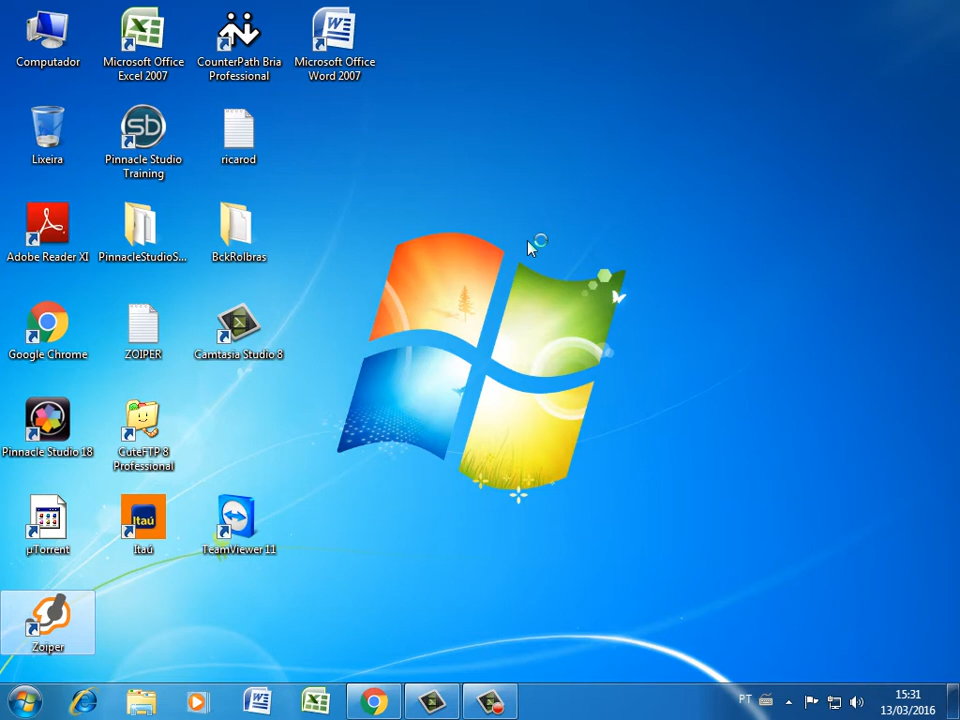 Computador
Microsoft Office
Excel 2007
CounterPath Bria
Professional
Microsoft Office
Word 2007
Lixeira
sb
Pinnacle Studio
Training
ricarod
Adobe Reader XI
PinnacleStudioS...
BckRolbras
Google Chrome
ZOIPER
Camtasia Studio 8
Pinnacle Studio 18
CuteFTP 8
Professional
µTorrent
Itaú
Itaú
TeamViewer 11
Zoiper
PT
15:31
13/03/2016